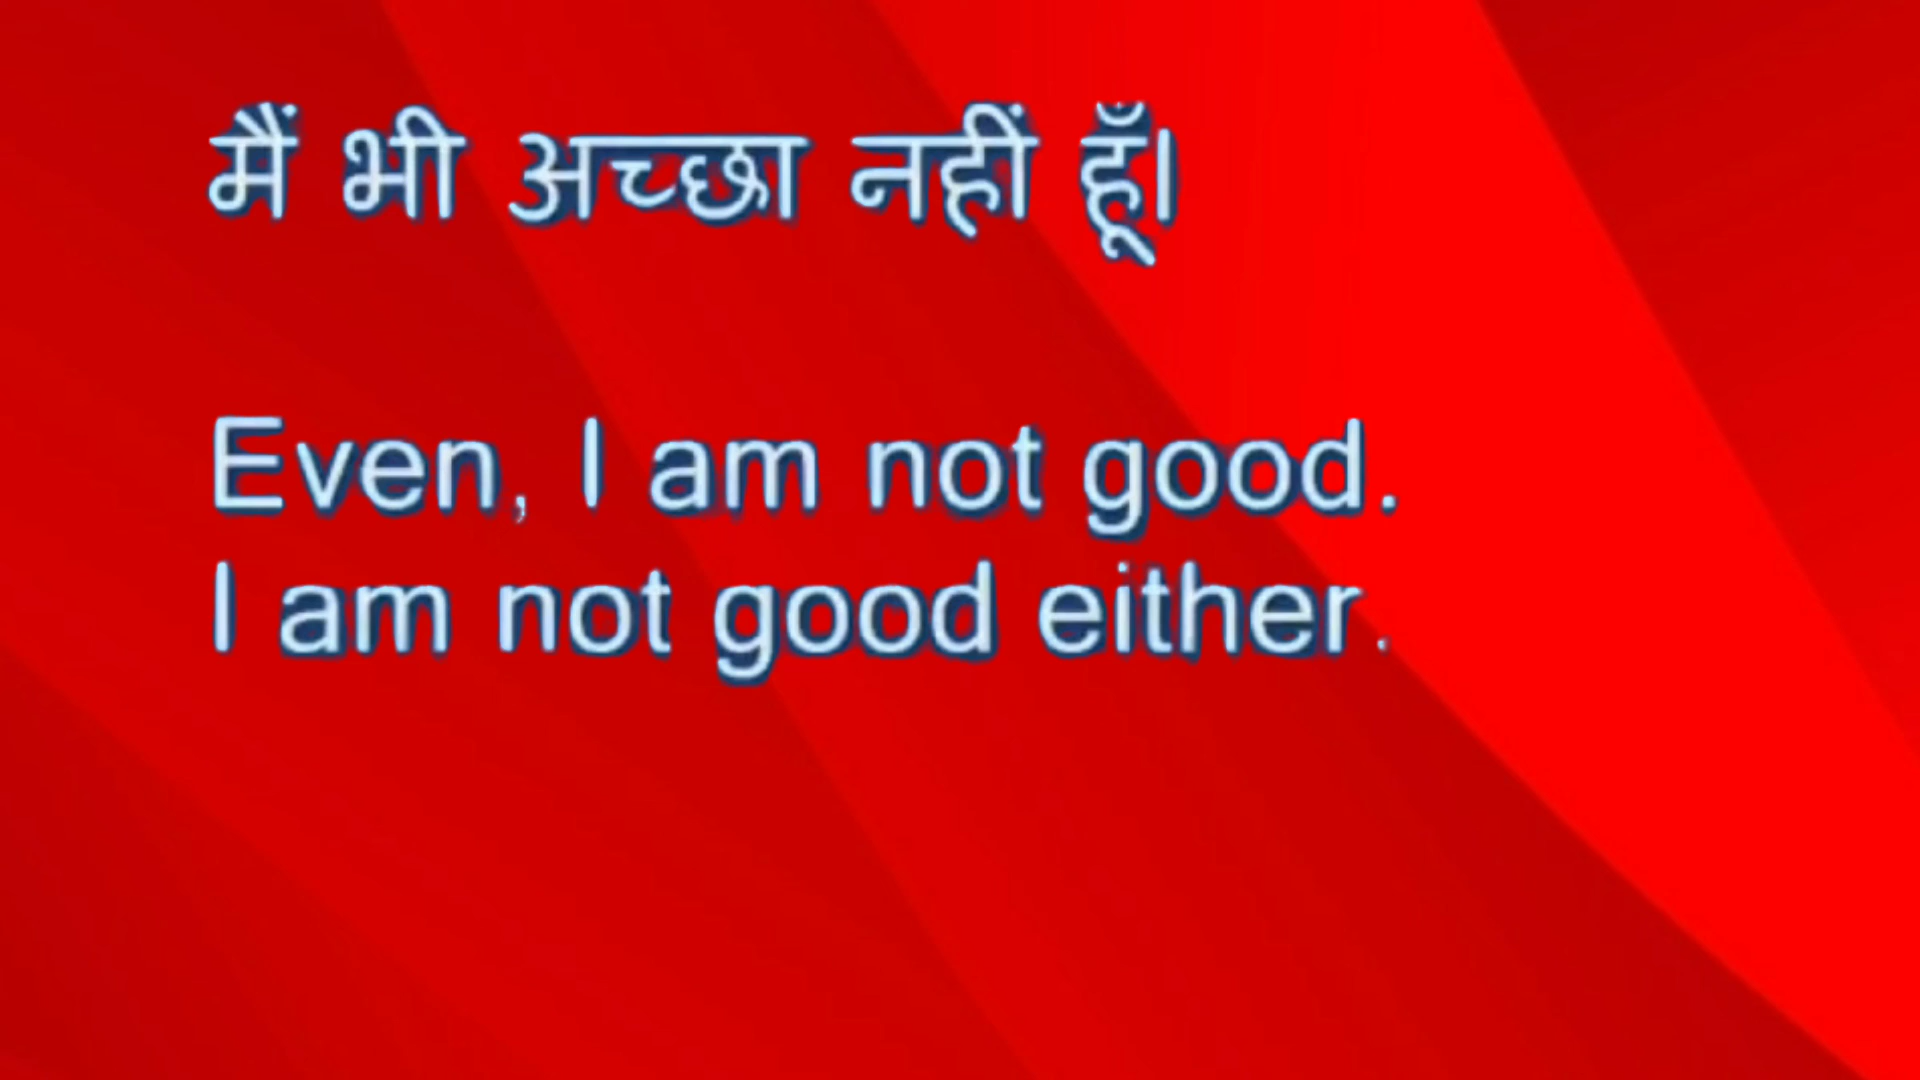 मैं भी अच्छा नहीं हूँ।
Even, I am not good.
I am not good either.